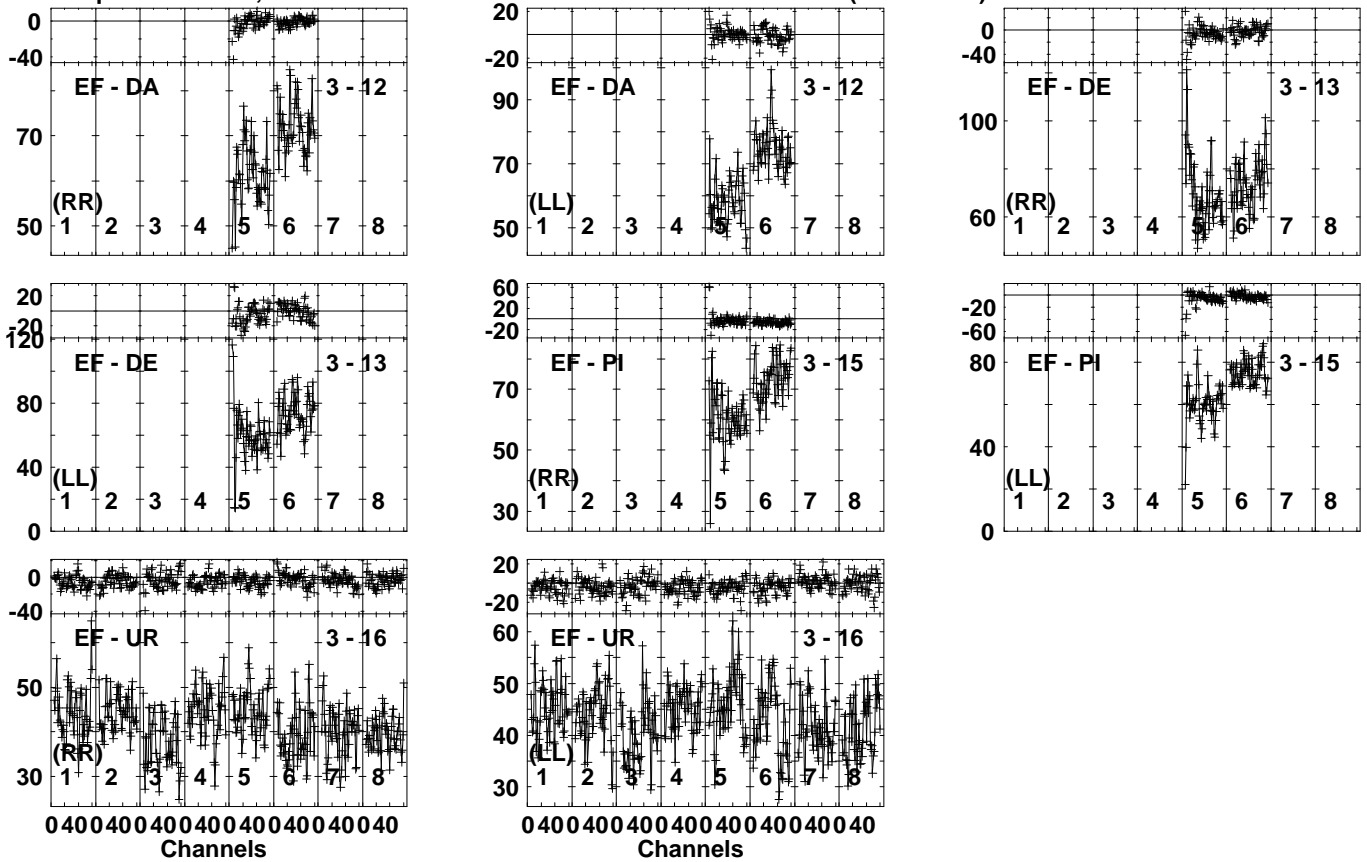 0
-40
EF - DA 3 - 12
70
50
(RR)
1 2 3 4 5 6 7 8
20
-20
EF - DA 3 - 12
90
70
50
(LL)
1 2 3 4 5 6 7 8
0
-40
EF - DE 3 - 13
100
60
(RR)
1 2 3 4 5 6 7 8
20
-20
120
EF - DE 3 - 13
80
40
0
(LL)
1 2 3 4 5 6 7 8
60
20
-20
EF - PI 3 - 15
70
50
30
(RR)
1 2 3 4 5 6 7 8
-20
-60
EF - PI 3 - 15
80
40
0
(LL)
1 2 3 4 5 6 7 8
0
-40
EF - UR 3 - 16
50
30
(RR)
1 2 3 4 5 6 7 8
0 40 0 40 0 40 0 40 0 40 0 40 0 40 0 40
Channels
20
-20
EF - UR 3 - 16
60
50
40
30
(LL)
1 2 3 4 5 6 7 8
0 40 0 40 0 40 0 40 0 40 0 40 0 40 0 40
Channels